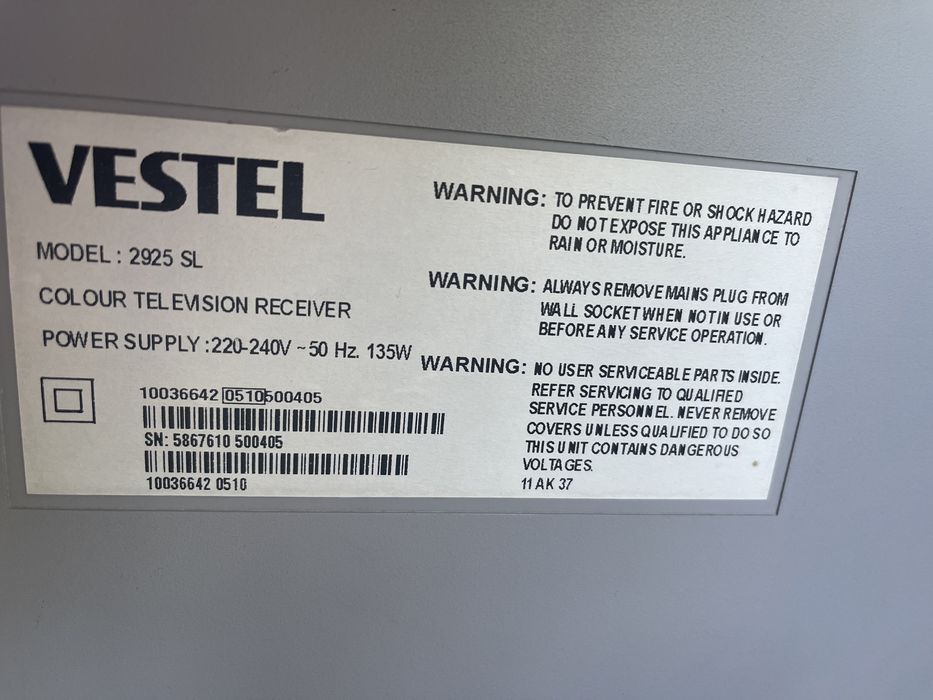 VESTEL
MODEL : 2925 SL
COLOUR TELEVISION RECEIVER
POWER SUPPLY :220-240V ~ 50 Hz. 135W
10036642 0510500405
SN: 5867610 500405
10036642 0510
WARNING: TO PREVENT FIRE OR SHOCK HAZARD
DO NOT EXPOSE THIS APPLIANCE TO
RAIN OR MOISTURE.
WARNING: ALWAYS REMOVE MAINS PLUG FROM
WALL SOCKET WHEN NOT IN USE OR
BEFORE ANY SERVICE OPERATION.
WARNING: NO USER SERVICEABLE PARTS INSIDE.
REFER SERVICING TO QUALIFIED
SERVICE PERSONNEL. NEVER REMOVE
COVERS UNLESS QUALIFIED TO DO SO
THIS UNIT CONTAINS DANGEROUS
VOLTAGES.
11 AK 37